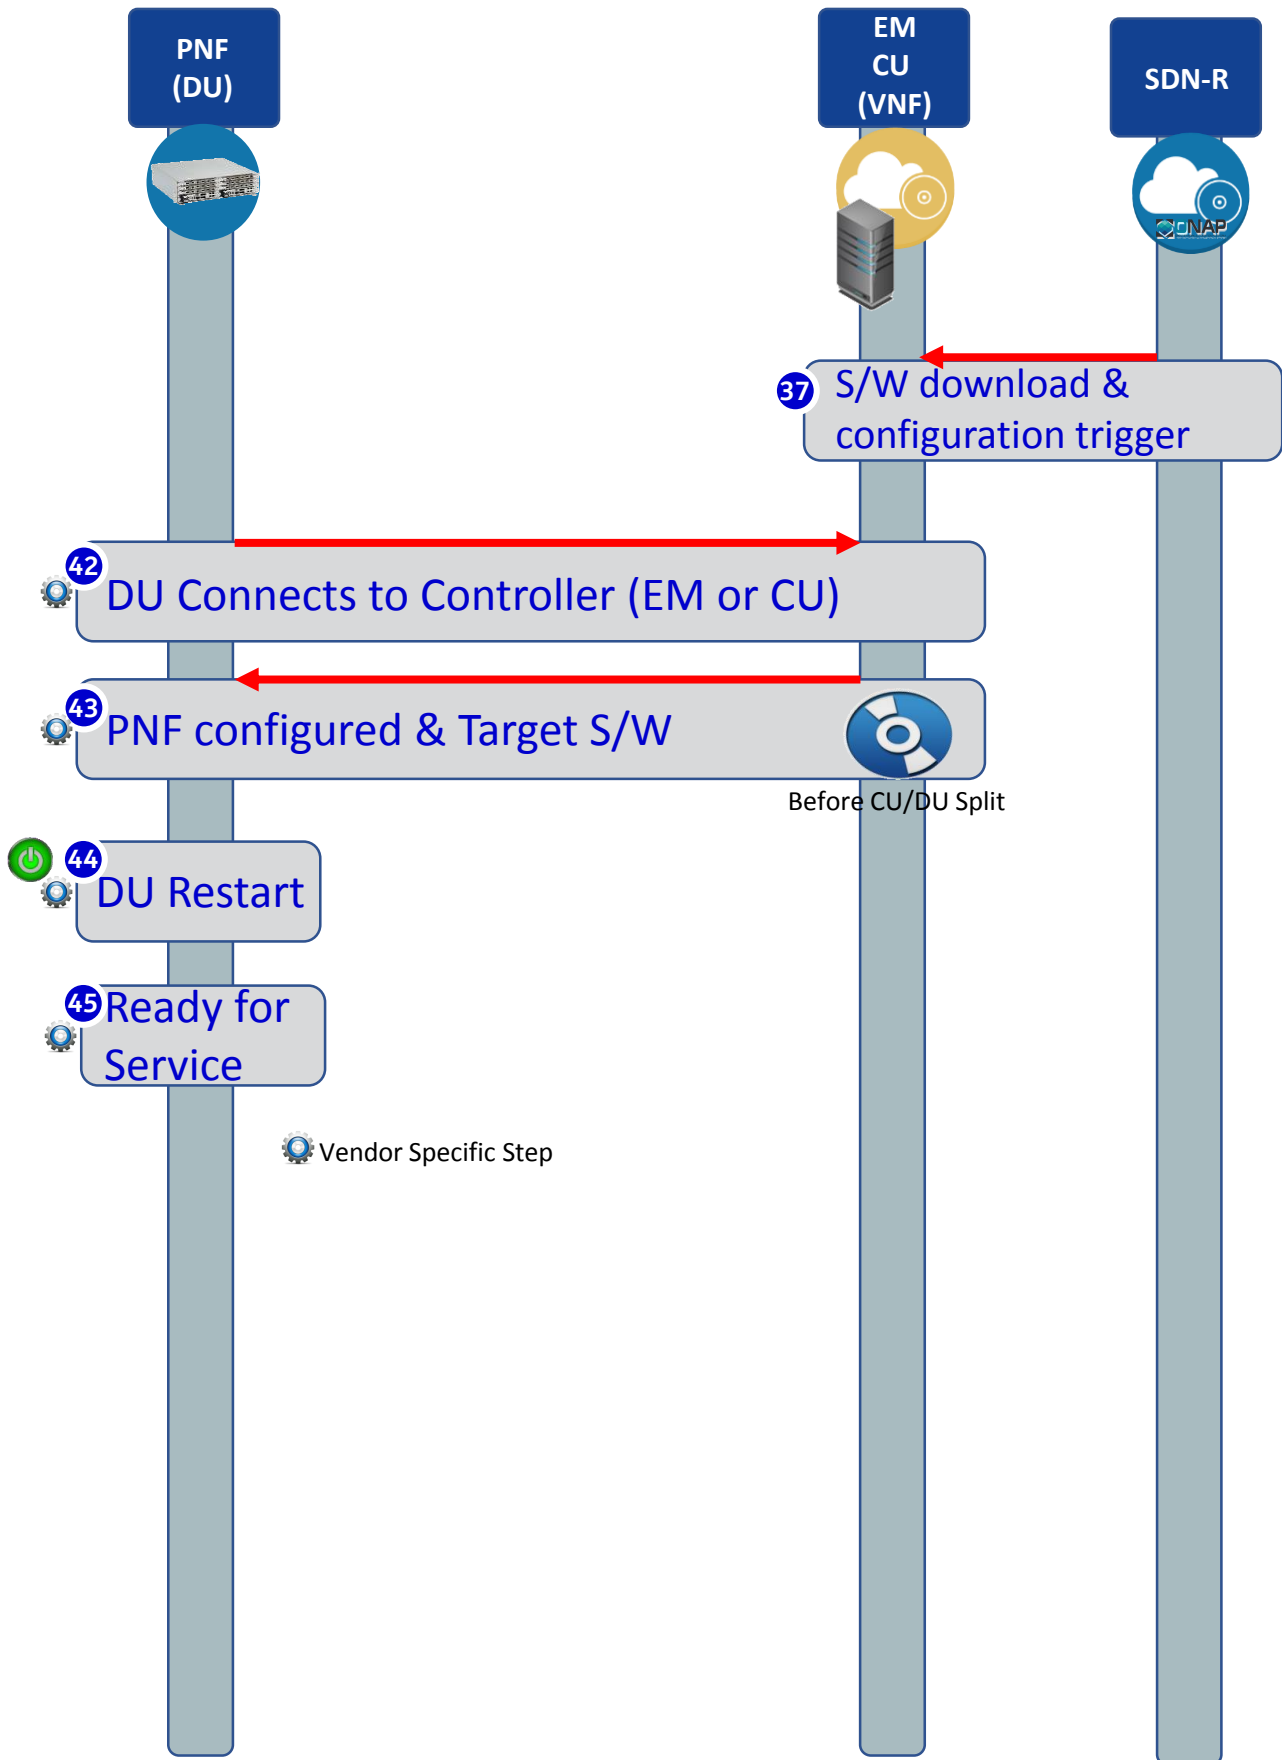 PNF
(DU)
EM
CU
(VNF)
SDN-R
ONAP
37
S/W download &
configuration trigger
42
DU Connects to Controller (EM or CU)
43
PNF configured & Target S/W
Before CU/DU Split
44
DU Restart
45
Ready for
Service
Vendor Specific Step